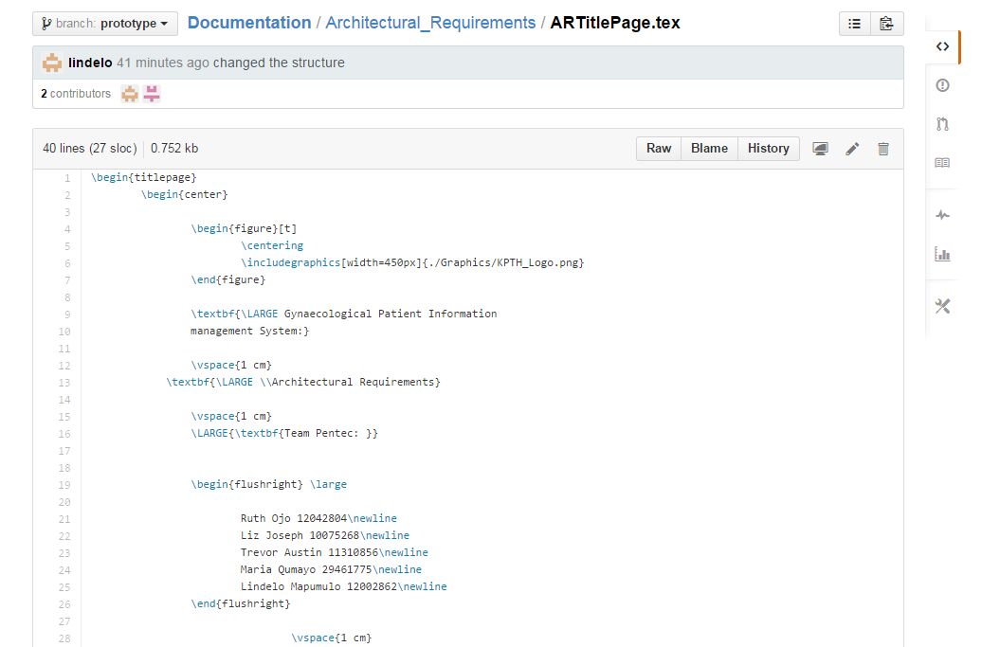 branch: prototype Documentation / Architectural_Requirements / ARTitlePage.tex
lindelo 41 minutes ago changed the structure
2 contributors
40 lines (27 sloc) 0.752 kb Raw Blame History
1 \begin{titlepage}
2 \begin{center}
3
4 \begin{figure}[t]
5 \centering
6 \includegraphics[width=450px]{./Graphics/KPTH_Logo.png}
7 \end{figure}
8
9 \textbf{\LARGE Gynaecological Patient Information
10 management System:}
11
12 \vspace{1 cm}
13 \textbf{\LARGE \\Architectural Requirements}
14
15 \vspace{1 cm}
16 \LARGE{\textbf{Team Pentec: }}
17
18
19 \begin{flushright} \large
20
21 Ruth Ojo 12042804\newline
22 Liz Joseph 10075268\newline
23 Trevor Austin 11310856\newline
24 Maria Qumayo 29461775\newline
25 Lindelo Mapumulo 12002862\newline
26 \end{flushright}
27
28 \vspace{1 cm}